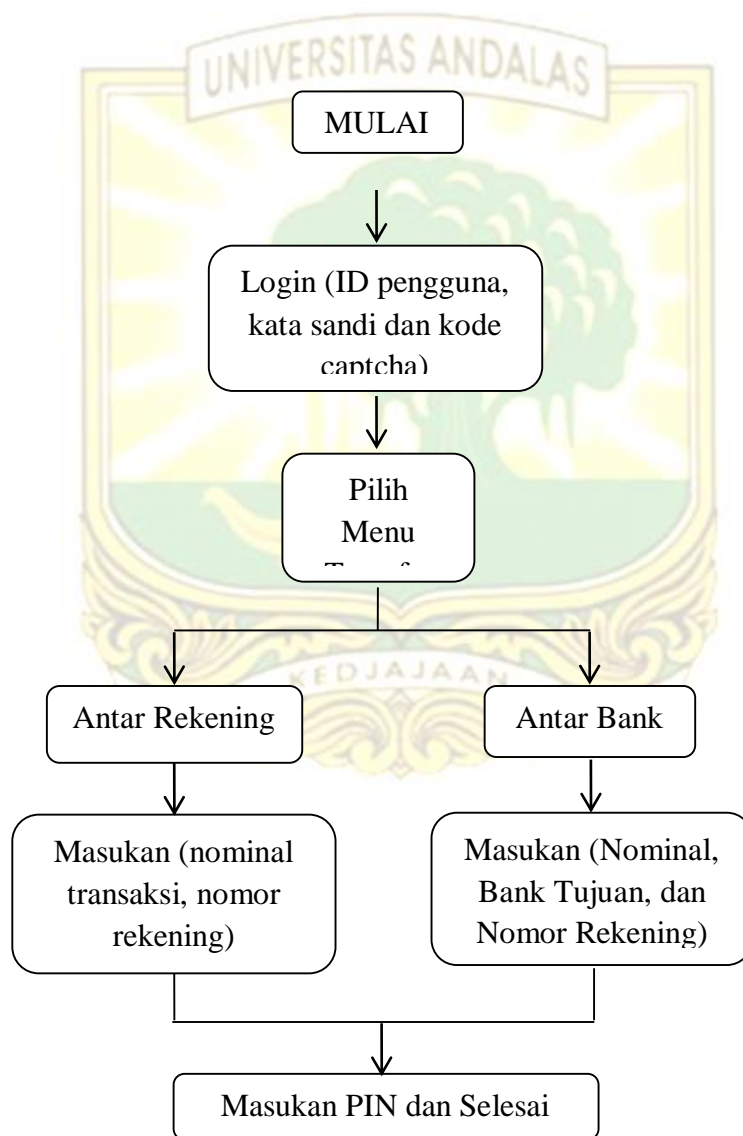 UNIVERSITAS ANDALAS
MULAI
Login (ID pengguna,
kata sandi dan kode
captcha)
Pilih
Menu
KEDJAJAAN
Antar Rekening
Antar Bank
Masukan (nominal
transaksi, nomor
rekening)
Masukan (Nominal,
Bank Tujuan, dan
Nomor Rekening)
Masukan PIN dan Selesai